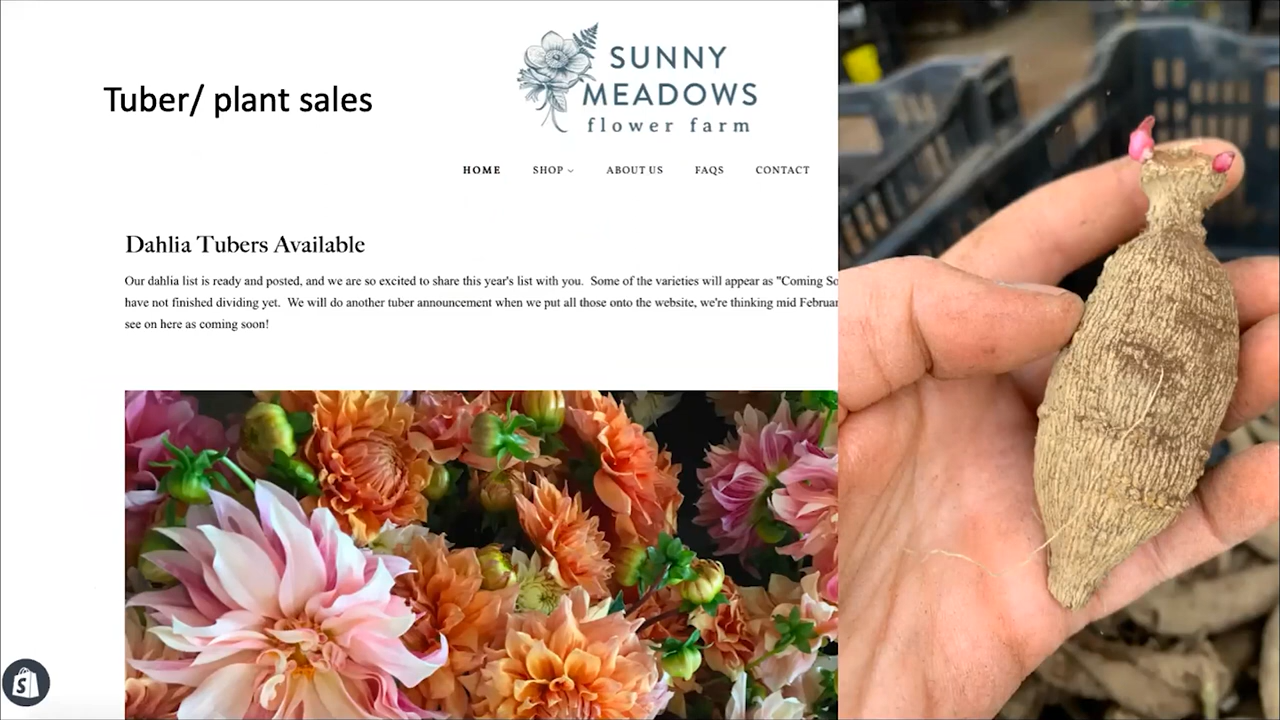 Tuber/ plant sales
SUNNY
MEADOWS
flower farm
HOME SHOP ABOUT US FAQS CONTACT
Dahlia Tubers Available
Our dahlia list is ready and posted, and we are so excited to share this year's list with you. Some of the varieties will appear as "Coming So
have not finished dividing yet. We will do another tuber announcement when we put all those onto the website, we're thinking mid Februar
see on here as coming soon!
S